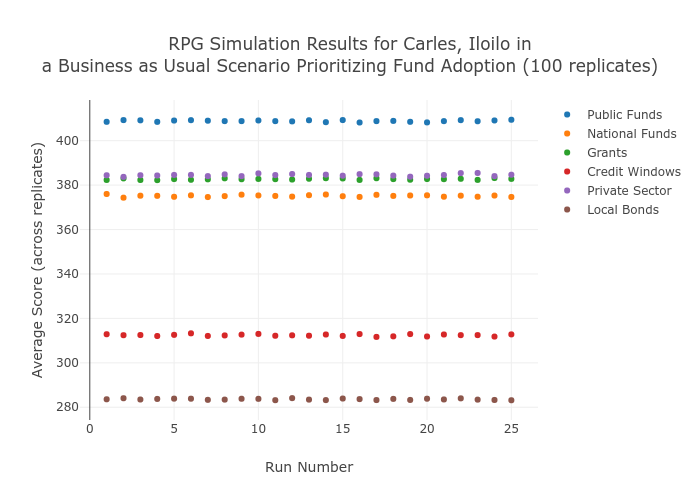 RPG Simulation Results for Carles, Iloilo in
a Business as Usual Scenario Prioritizing Fund Adoption (100 replicates)
Average Score (across replicates)
400
380
360
340
320
300
280
0
5
10
15
20
25
Run Number
Public Funds
National Funds
Grants
Credit Windows
Private Sector
Local Bonds